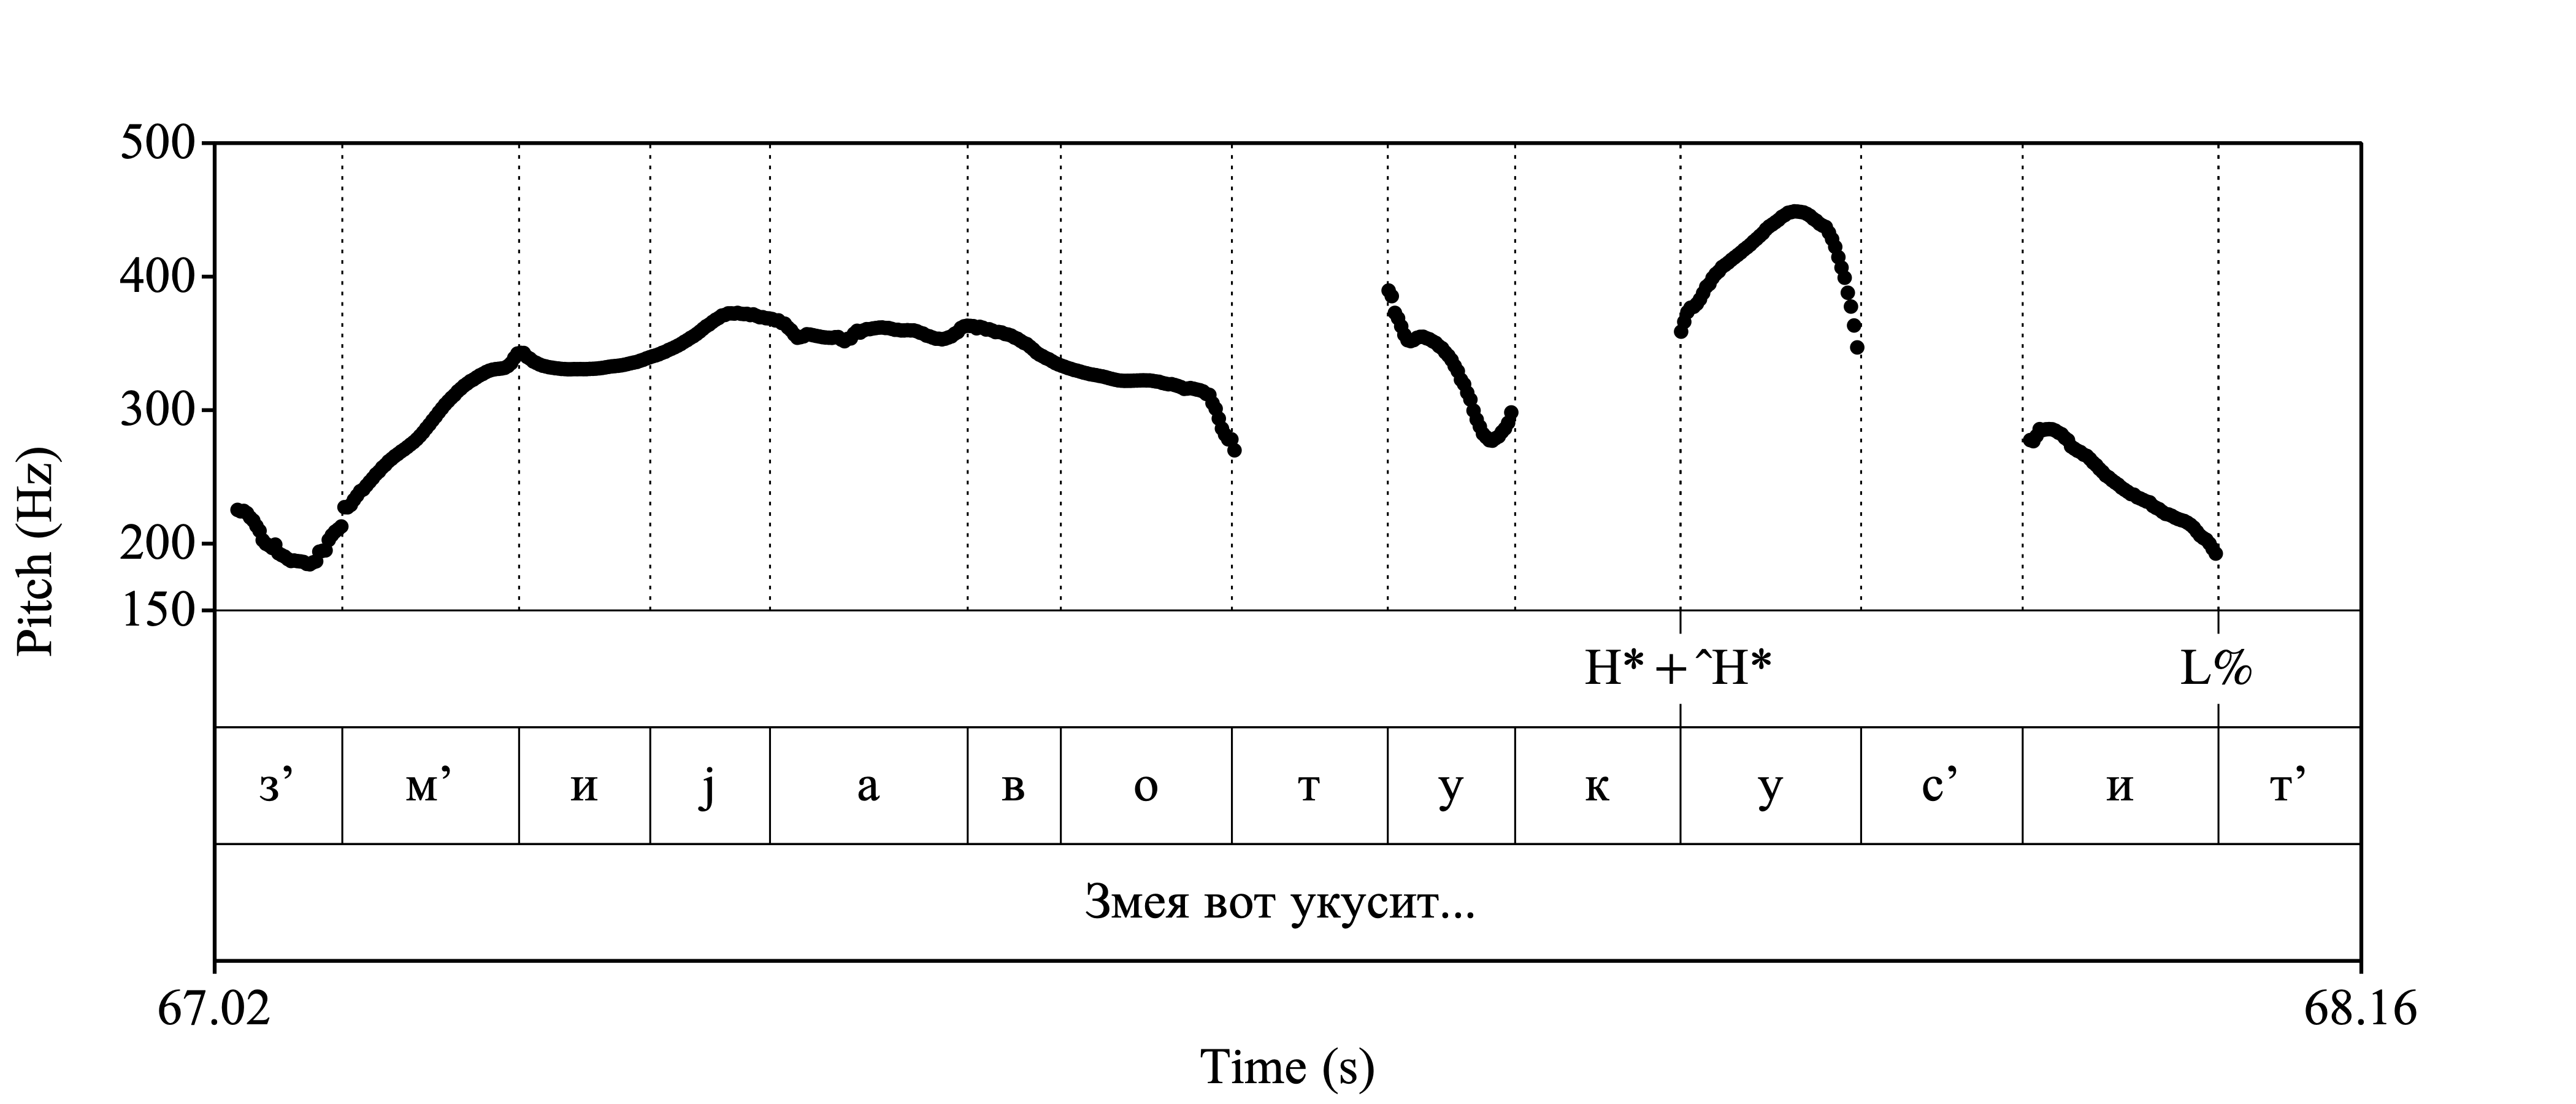 500
400
300
200
150
Pitch (Hz)
H* + ˆH* L%
з’ м’ и j а в о т у к у с’ и т’
Змея вот укусит...
67.02 68.16
Time (s)